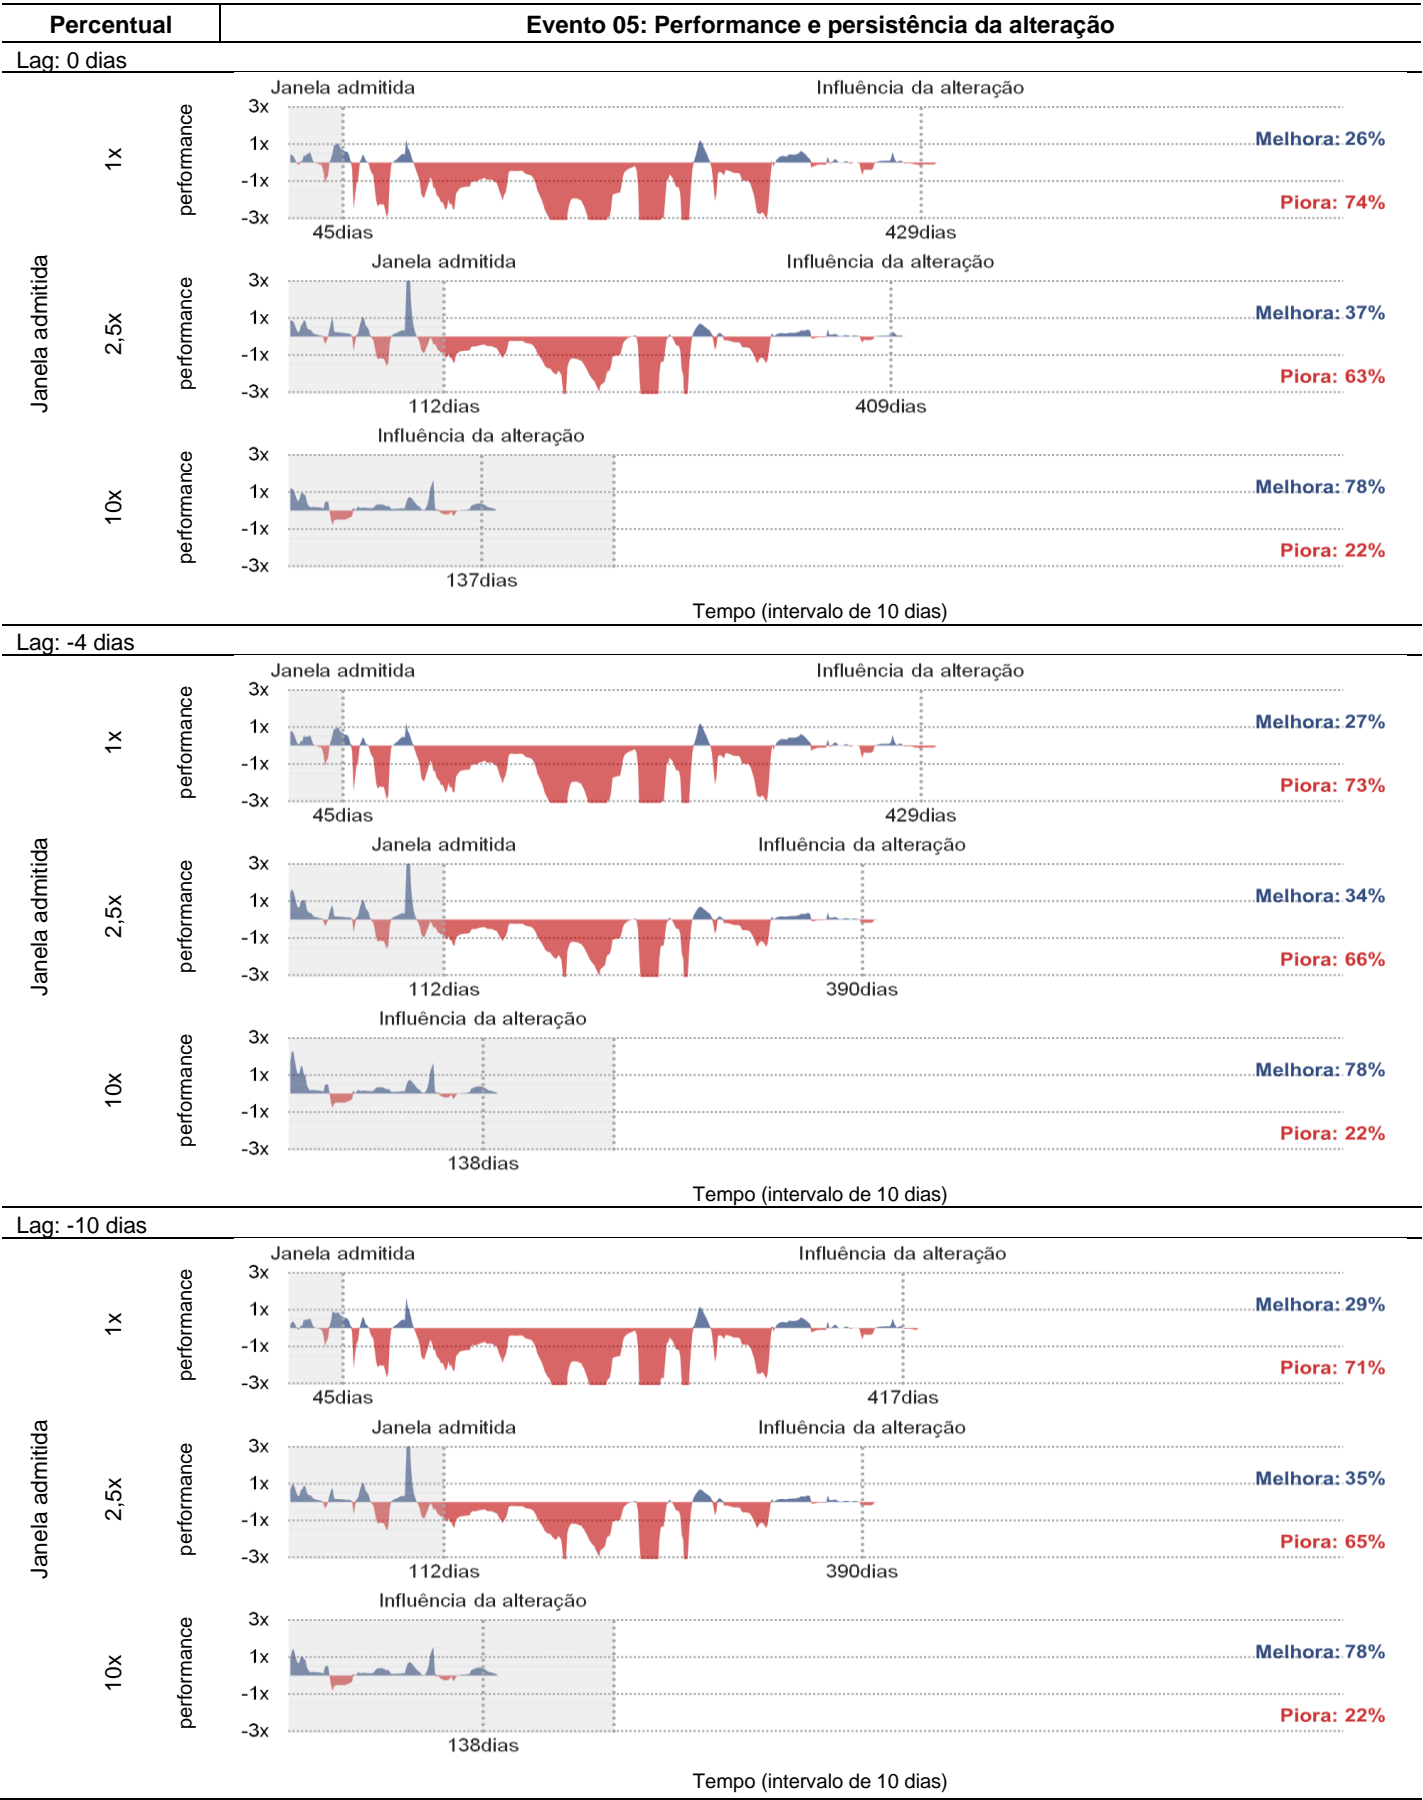 Percentual Evento 05: Performance e persistência da alteração
Lag: 0 dias
Janela admitida
1x
performance
Janela admitida Influência da alteração
3x
1x
-1x
-3x
Melhora: 26%
Piora: 74%
45dias 429dias
2,5x
performance
Janela admitida Influência da alteração
3x
1x
-1x
-3x
Melhora: 37%
Piora: 63%
112dias 409dias
10x
performance
Influência da alteração
3x
1x
-1x
-3x
Melhora: 78%
Piora: 22%
137dias
Tempo (intervalo de 10 dias)
Lag: -4 dias
Janela admitida
1x
performance
Janela admitida Influência da alteração
3x
1x
-1x
-3x
Melhora: 27%
Piora: 73%
45dias 429dias
2,5x
performance
Janela admitida Influência da alteração
3x
1x
-1x
-3x
Melhora: 34%
Piora: 66%
112dias 390dias
10x
performance
Influência da alteração
3x
1x
-1x
-3x
Melhora: 78%
Piora: 22%
138dias
Tempo (intervalo de 10 dias)
Lag: -10 dias
Janela admitida
1x
performance
Janela admitida Influência da alteração
3x
1x
-1x
-3x
Melhora: 29%
Piora: 71%
45dias 417dias
2,5x
performance
Janela admitida Influência da alteração
3x
1x
-1x
-3x
Melhora: 35%
Piora: 65%
112dias 390dias
10x
performance
Influência da alteração
3x
1x
-1x
-3x
Melhora: 78%
Piora: 22%
138dias
Tempo (intervalo de 10 dias)